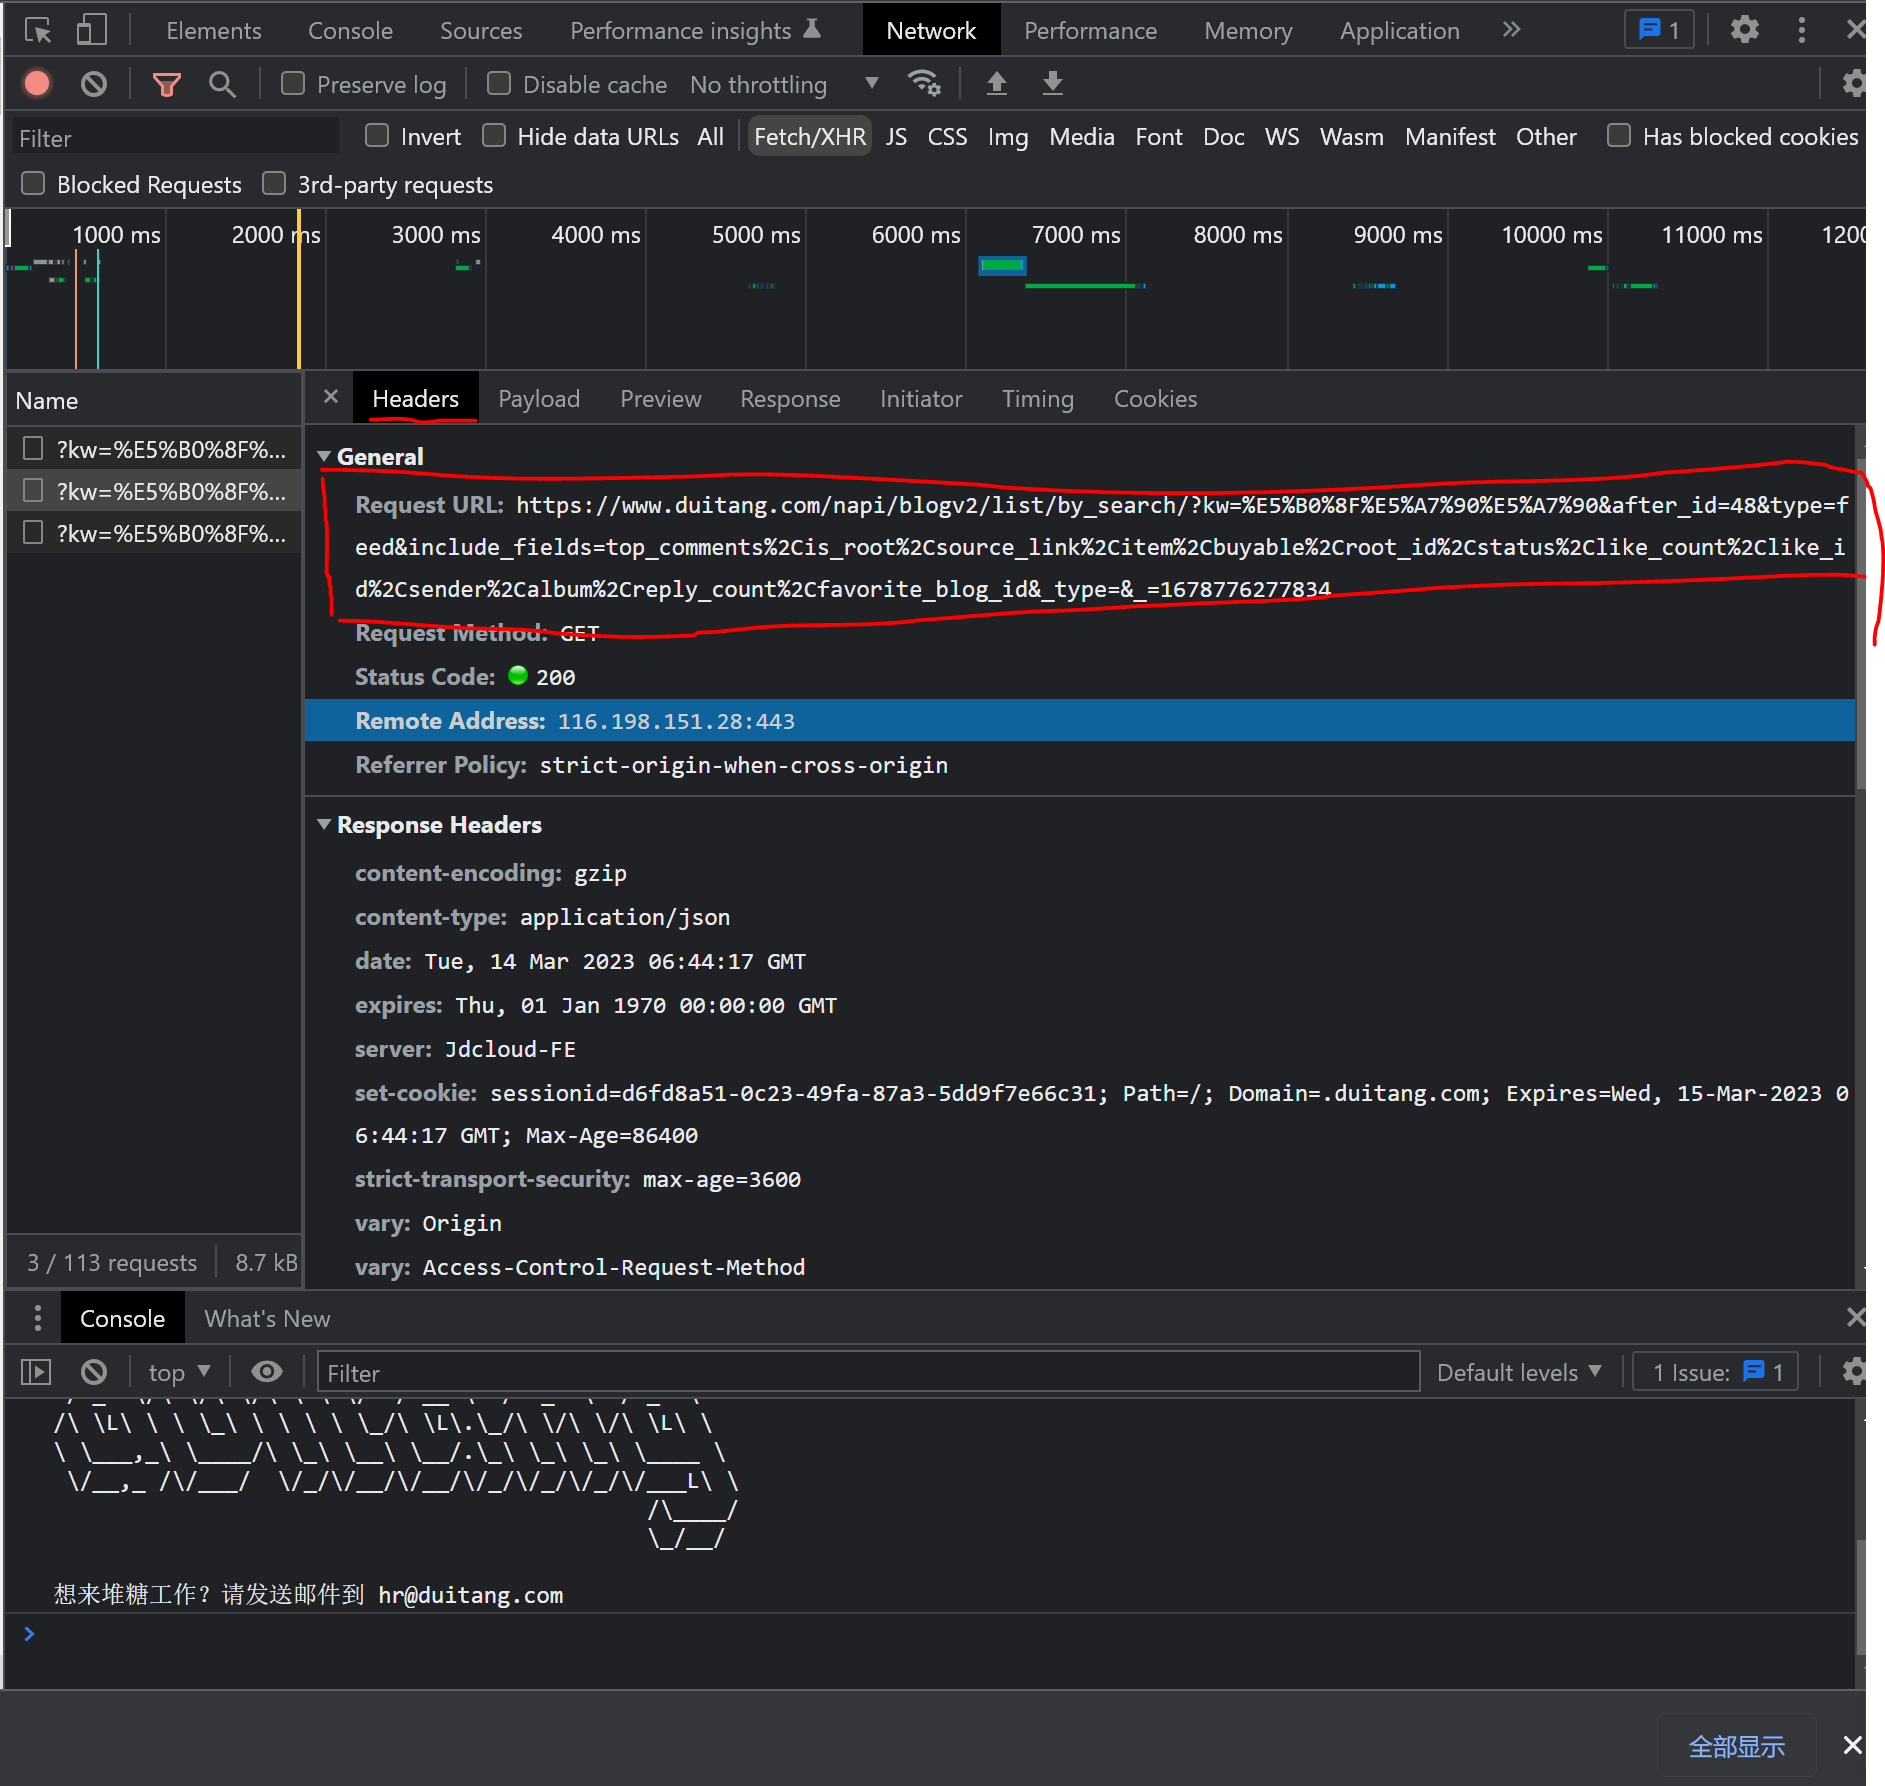 Elements Console Sources Performance insights Network Performance Memory Application » 1
Preserve log Disable cache No throttling
Filter Invert Hide data URLs All Fetch/XHR JS CSS Img Media Font Doc WS Wasm Manifest Other Has blocked cookies
Blocked Requests 3rd-party requests
1000 ms 2000 ms 3000 ms 4000 ms 5000 ms 6000 ms 7000 ms 8000 ms 9000 ms 10000 ms 11000 ms 1200
Name
?kw=%E5%B0%8F%...
?kw=%E5%B0%8F%...
?kw=%E5%B0%8F%...
3 / 113 requests 8.7 kB
Headers Payload Preview Response Initiator Timing Cookies
General
Request URL: https://www.duitang.com/napi/blogv2/list/by_search/?kw=%E5%B0%8F%E5%A7%90%E5%A7%90&after_id=48&type=f
eed&include_fields=top_comments%2Cis_root%2Csource_link%2Citem%2Cbuyable%2Croot_id%2Cstatus%2Clike_count%2Clike_i
d%2Csender%2Calbum%2Creply_count%2Cfavorite_blog_id&_type=&_=1678776277834
Request Method: GET
Status Code: 200
Remote Address: 116.198.151.28:443
Referrer Policy: strict-origin-when-cross-origin
Response Headers
content-encoding: gzip
content-type: application/json
date: Tue, 14 Mar 2023 06:44:17 GMT
expires: Thu, 01 Jan 1970 00:00:00 GMT
server: Jdcloud-FE
set-cookie: sessionid=d6fd8a51-0c23-49fa-87a3-5dd9f7e66c31; Path=/; Domain=.duitang.com; Expires=Wed, 15-Mar-2023 0
6:44:17 GMT; Max-Age=86400
strict-transport-security: max-age=3600
vary: Origin
vary: Access-Control-Request-Method
Console What's New
top Filter Default levels 1 Issue: 1
想来堆糖工作？请发送邮件到 hr@duitang.com
全部显示